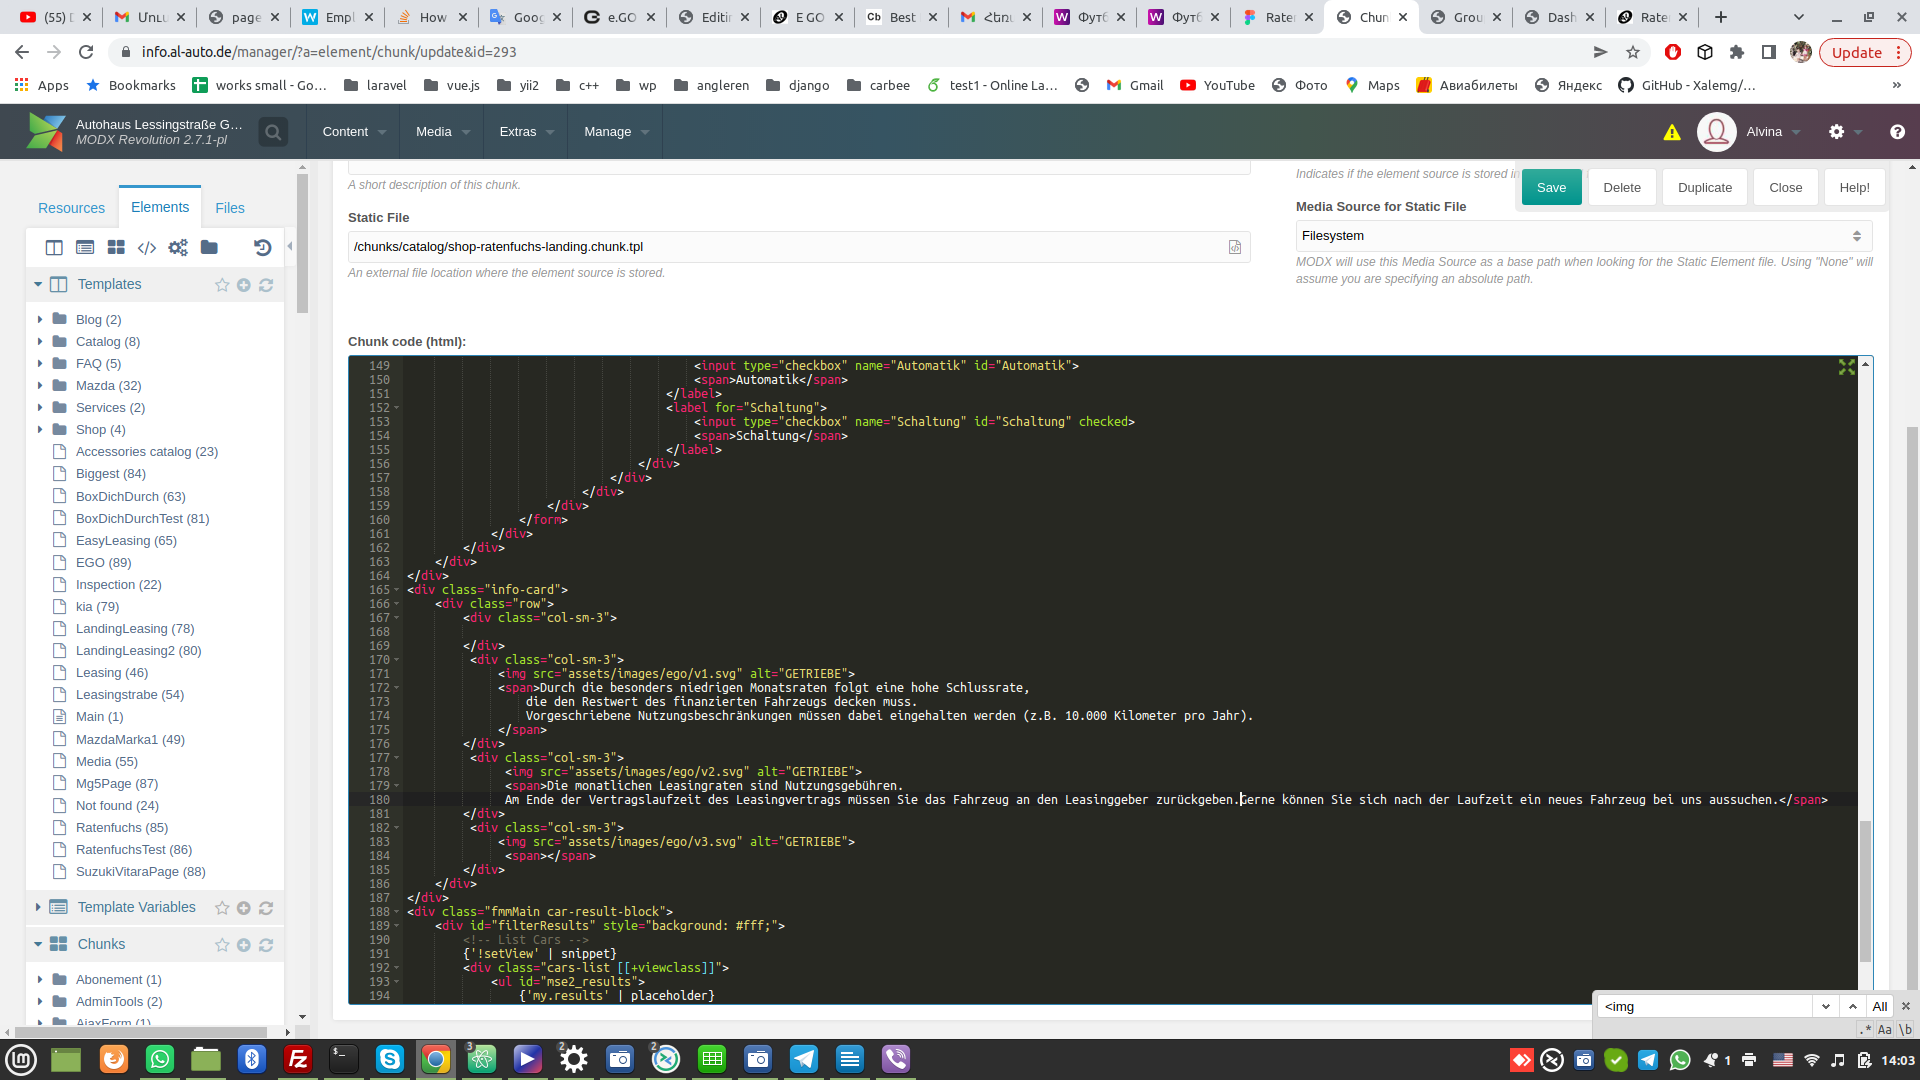 (55) D
Մուտ
page
Empl
How
Goog
e.GO
Editin
E GO
Best
Հեռւ
Футб
Футб
Rater
Chun
Grou
Dash
Rate
info.al-auto.de/manager/?a=element/chunk/update&id=293
Update
Apps
Bookmarks
works small - Go...
laravel
vue.js
yii2
c++
wp
angleren
django
carbee
test1 - Online La...
Gmail
YouTube
Фото
Maps
Авиабилеты
Яндекс
GitHub - Xalemg/...
»
Autohaus Lessingstraße G...
MODX Revolution 2.7.1-pl
Content
Media
Extras
Manage
Alvina
Resources
Elements
Files
Templates
Blog (2)
Catalog (8)
FAQ (5)
Mazda (32)
Services (2)
Shop (4)
Accessories catalog (23)
Biggest (84)
BoxDichDurch (63)
BoxDichDurchTest (81)
EasyLeasing (65)
EGO (89)
Inspection (22)
kia (79)
LandingLeasing (78)
LandingLeasing2 (80)
Leasing (46)
Leasingstrabe (54)
Main (1)
MazdaMarka1 (49)
Media (55)
Mg5Page (87)
Not found (24)
Ratenfuchs (85)
RatenfuchsTest (86)
SuzukiVitaraPage (88)
Template Variables
Chunks
Abonement (1)
AdminTools (2)
AjaxForm (1)
A short description of this chunk.
Indicates if the element source is stored in
Save
Delete
Duplicate
Close
Help!
Static File
/chunks/catalog/shop-ratenfuchs-landing.chunk.tpl
An external file location where the element source is stored.
Media Source for Static File
Filesystem
MODX will use this Media Source as a base path when looking for the Static Element file. Using "None" will
assume you are specifying an absolute path.
Chunk code (html):
149 <input type="checkbox" name="Automatik" id="Automatik">
150 <span>Automatik</span>
151 </label>
152 <label for="Schaltung">
153 <input type="checkbox" name="Schaltung" id="Schaltung" checked>
154 <span>Schaltung</span>
155 </label>
156 </div>
157 </div>
158 </div>
159 </div>
160 </form>
161 </div>
162 </div>
163 </div>
164 </div>
165 <div class="info-card">
166 <div class="row">
167 <div class="col-sm-3">
168
169 </div>
170 <div class="col-sm-3">
171 <img src="assets/images/ego/v1.svg" alt="GETRIEBE">
172 <span>Durch die besonders niedrigen Monatsraten folgt eine hohe Schlussrate,
173 die den Restwert des finanzierten Fahrzeugs decken muss.
174 Vorgeschriebene Nutzungsbeschränkungen müssen dabei eingehalten werden (z.B. 10.000 Kilometer pro Jahr).
175 </span>
176 </div>
177 <div class="col-sm-3">
178 <img src="assets/images/ego/v2.svg" alt="GETRIEBE">
179 <span>Die monatlichen Leasingraten sind Nutzungsgebühren.
180 Am Ende der Vertragslaufzeit des Leasingvertrags müssen Sie das Fahrzeug an den Leasinggeber zurückgeben.Gerne können Sie sich nach der Laufzeit ein neues Fahrzeug bei uns aussuchen.</span>
181 </div>
182 <div class="col-sm-3">
183 <img src="assets/images/ego/v3.svg" alt="GETRIEBE">
184 <span></span>
185 </div>
186 </div>
187 </div>
188 <div class="fmmMain car-result-block">
189 <div id="filterResults" style="background: #fff;">
190 <!-- List Cars -->
191 {'!setView' | snippet}
192 <div class="cars-list [[+viewclass]]">
193 <ul id="mse2_results">
194 {'my.results' | placeholder}
<img
All
.*
Aa
\b
3
2
2
1
14:03